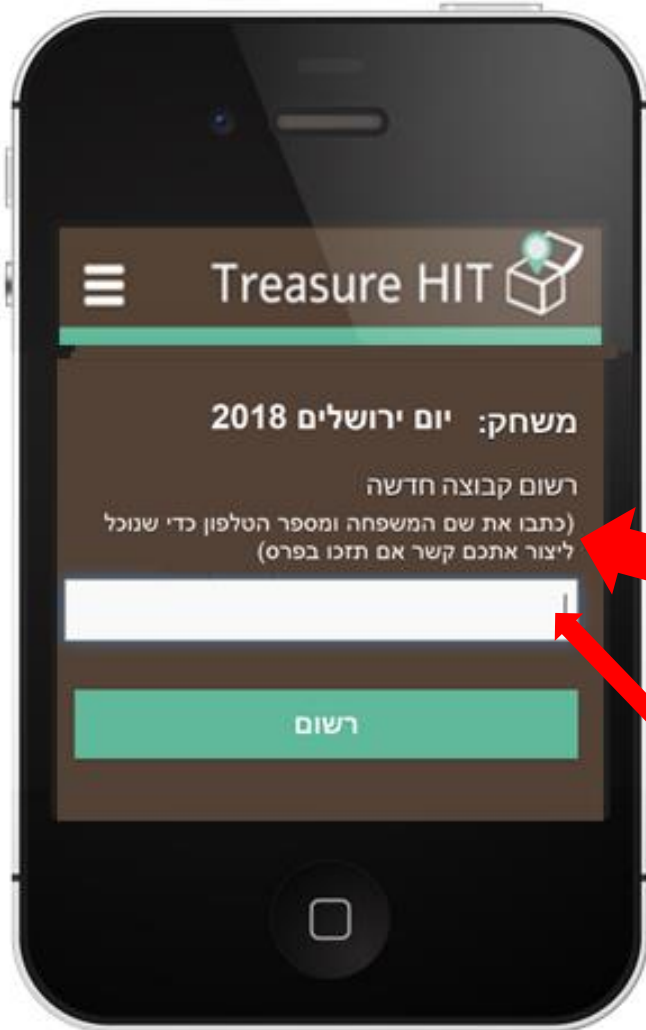 Treasure HIT
משחק: יום ירושלים 2018
רשום קבוצה חדשה
(כתבו את שם המשפחה ומספר הטלפון כדי שנוכל
ליצור אתכם קשר אם תזכו בפרס)
רשום